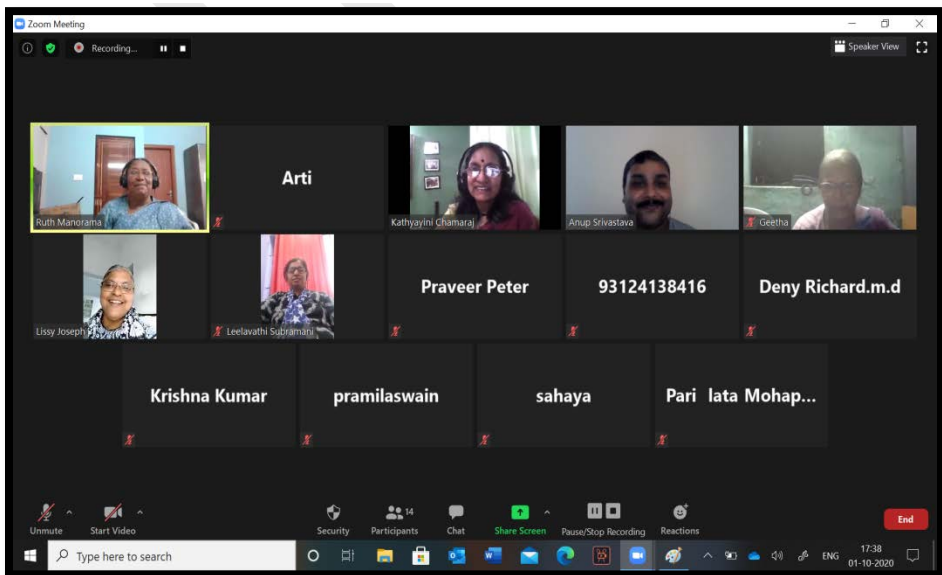 Zoom Meeting
Recording...
Speaker View
Ruth Manorama
Arti
Kathyayini Chamaraj
Anup Srivastava
Geetha
Lissy Joseph
Leelavathi Subramani
Praveer Peter
93124138416
Deny Richard.m.d
Krishna Kumar
pramilaswain
sahaya
Pari lata Mohap...
Unmute
Start Video
Security
Participants
14
Chat
Share Screen
Pause/Stop Recording
Reactions
End
Type here to search
ENG
17:38
01-10-2020